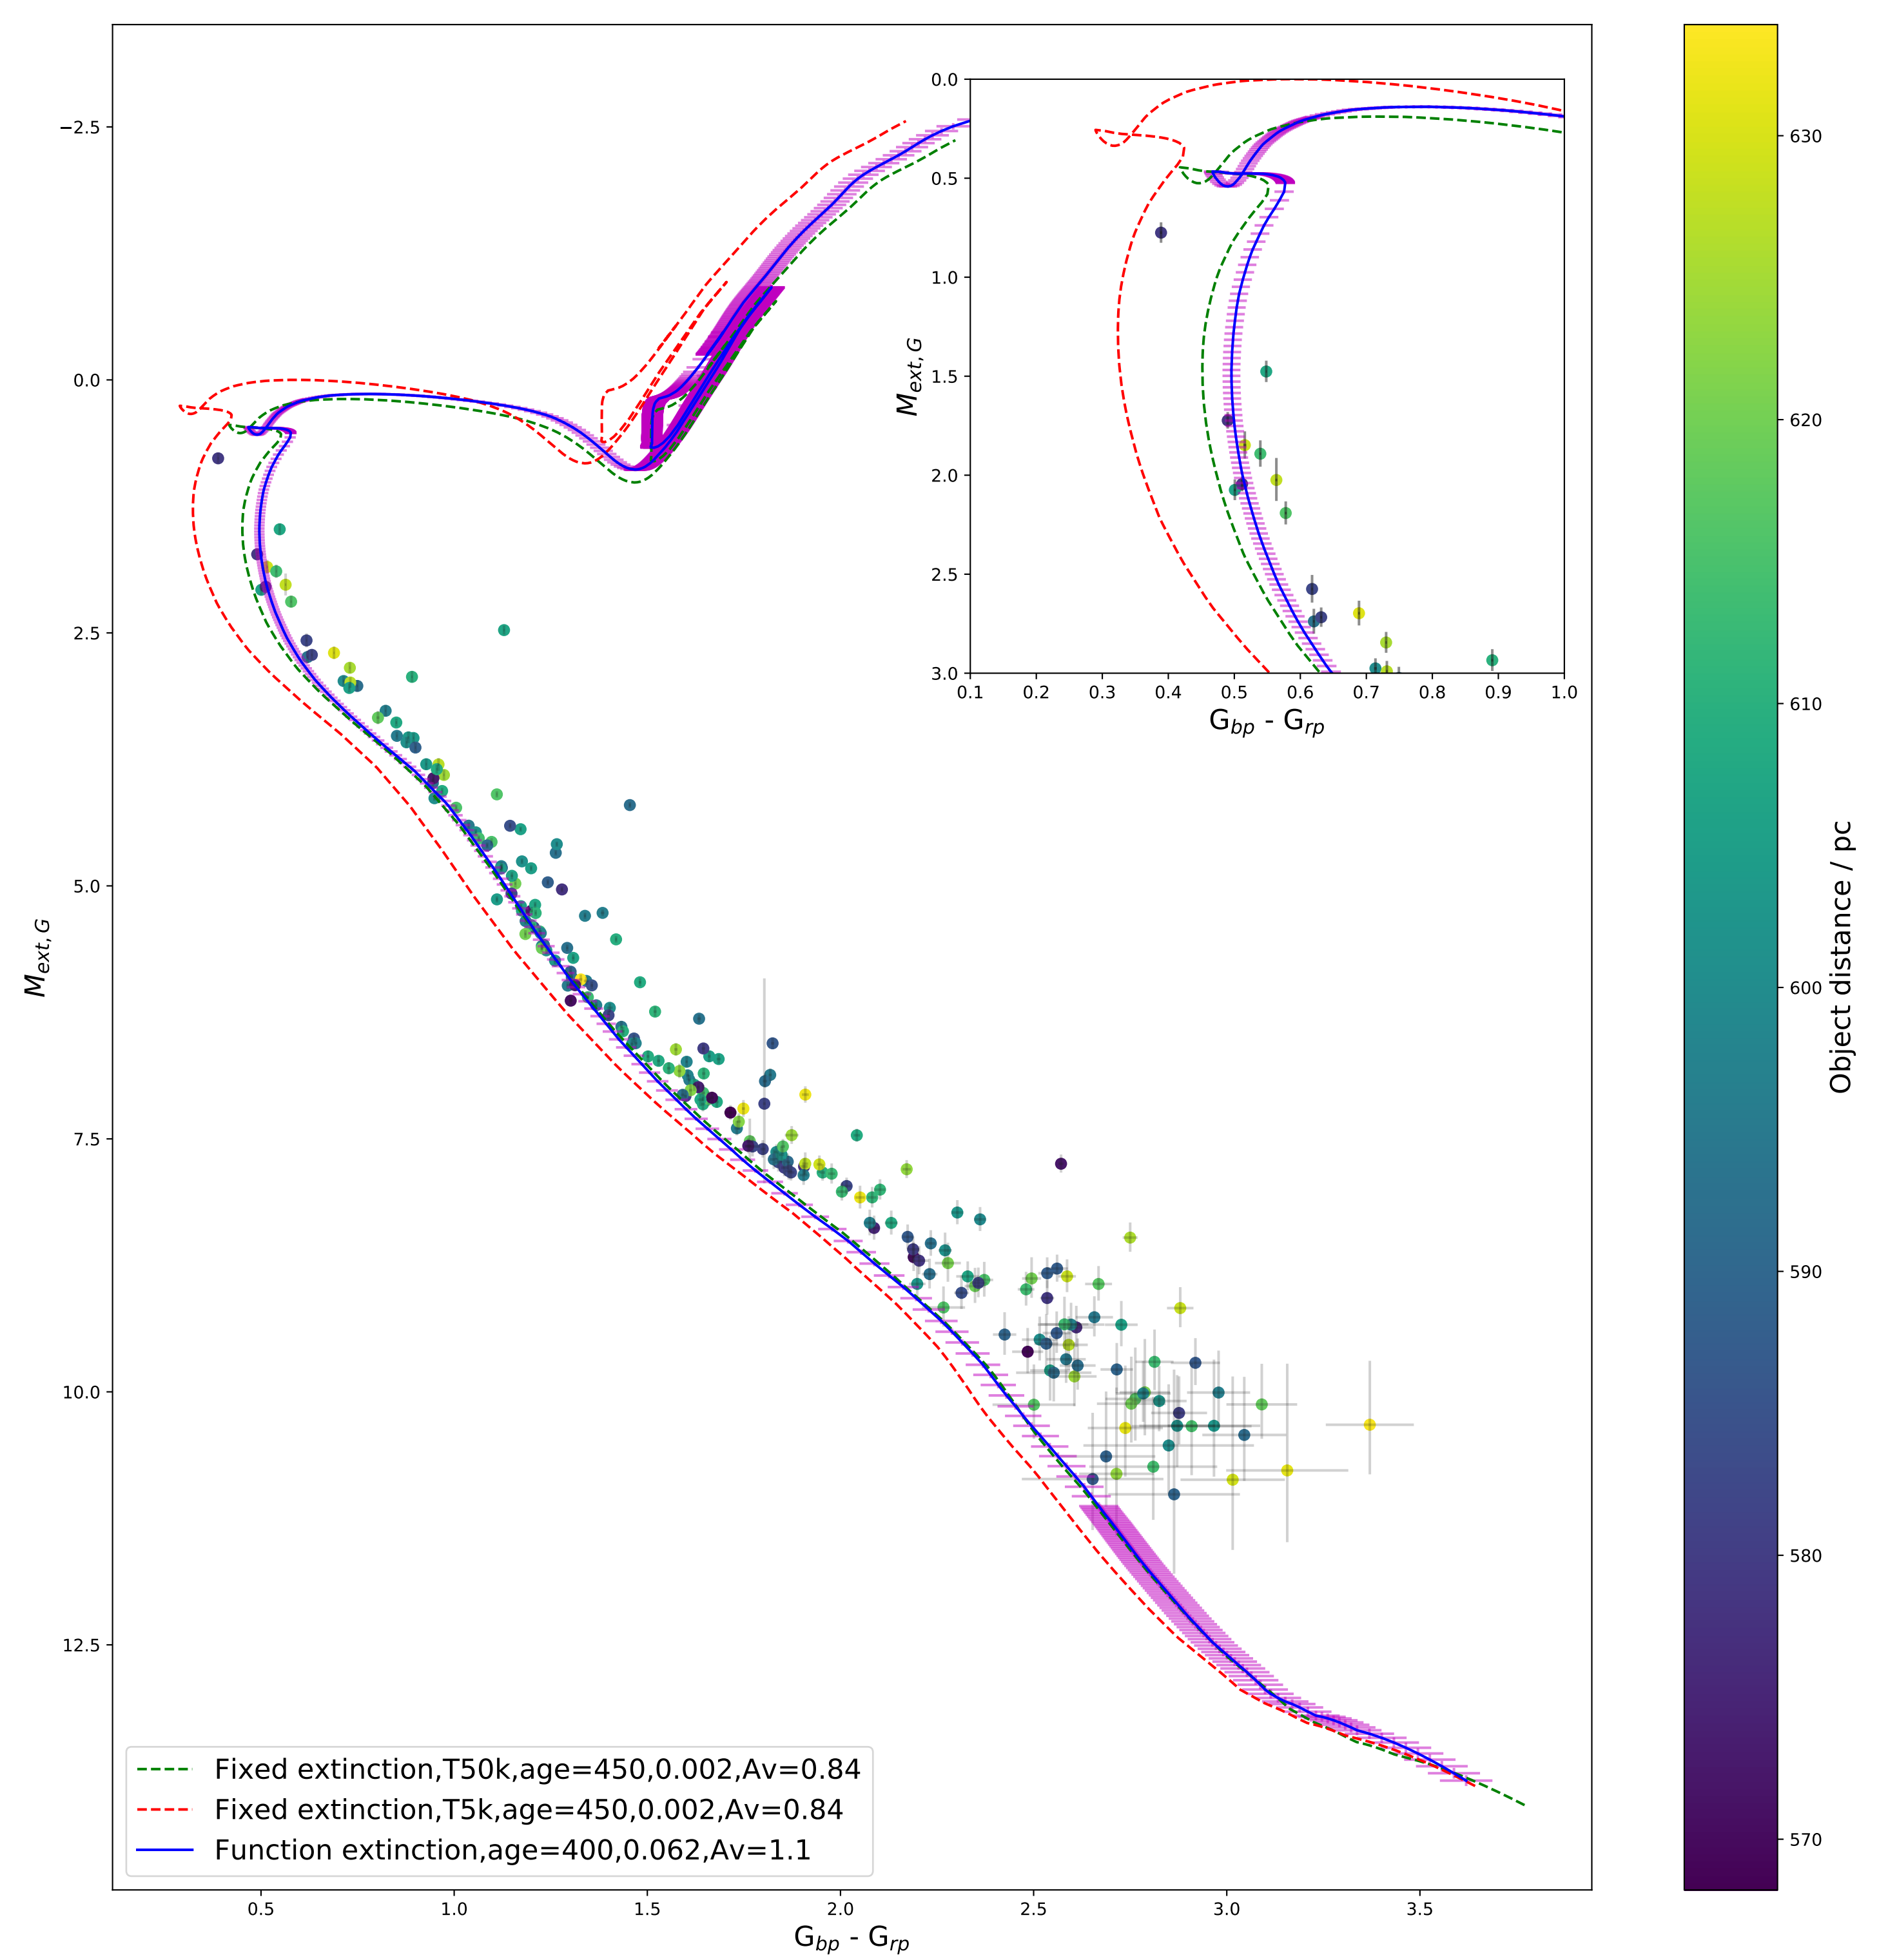 −2.5
0.0
2.5
5.0
7.5
10.0
12.5
M_ext,G
0.5 1.0 1.5 2.0 2.5 3.0 3.5
G_bp - G_rp
0.0
0.5
1.0
1.5
2.0
2.5
3.0
M_ext,G
0.1 0.2 0.3 0.4 0.5 0.6 0.7 0.8 0.9 1.0
G_bp - G_rp
Fixed extinction,T50k,age=450,0.002,Av=0.84
Fixed extinction,T5k,age=450,0.002,Av=0.84
Function extinction,age=400,0.062,Av=1.1
630
620
610
600
590
580
570
Object distance / pc